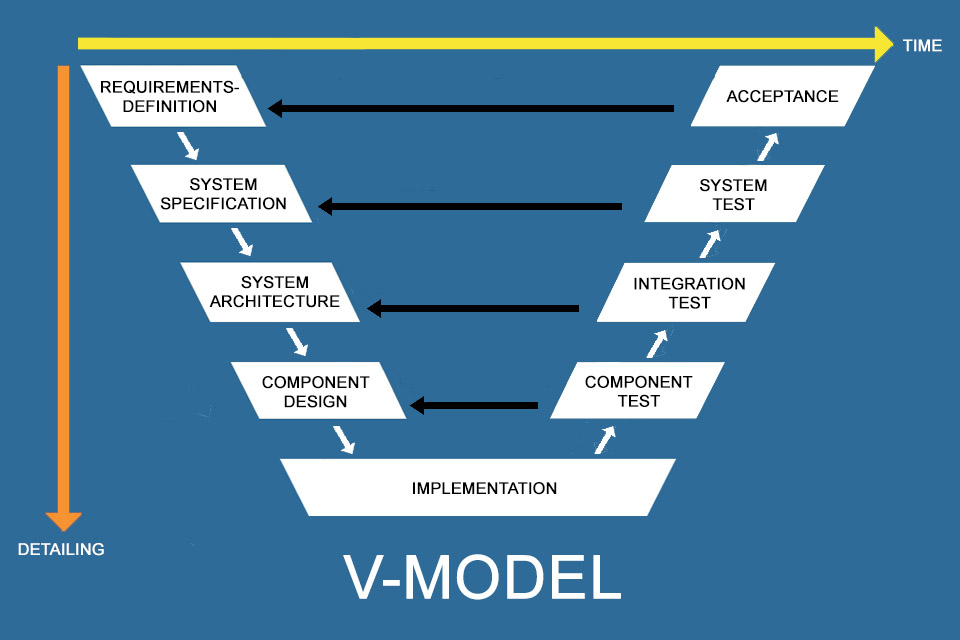 TIME
REQUIREMENTS-
DEFINITION
ACCEPTANCE
SYSTEM
SPECIFICATION
SYSTEM
TEST
SYSTEM
ARCHITECTURE
INTEGRATION
TEST
COMPONENT
DESIGN
COMPONENT
TEST
IMPLEMENTATION
DETAILING
V-MODEL